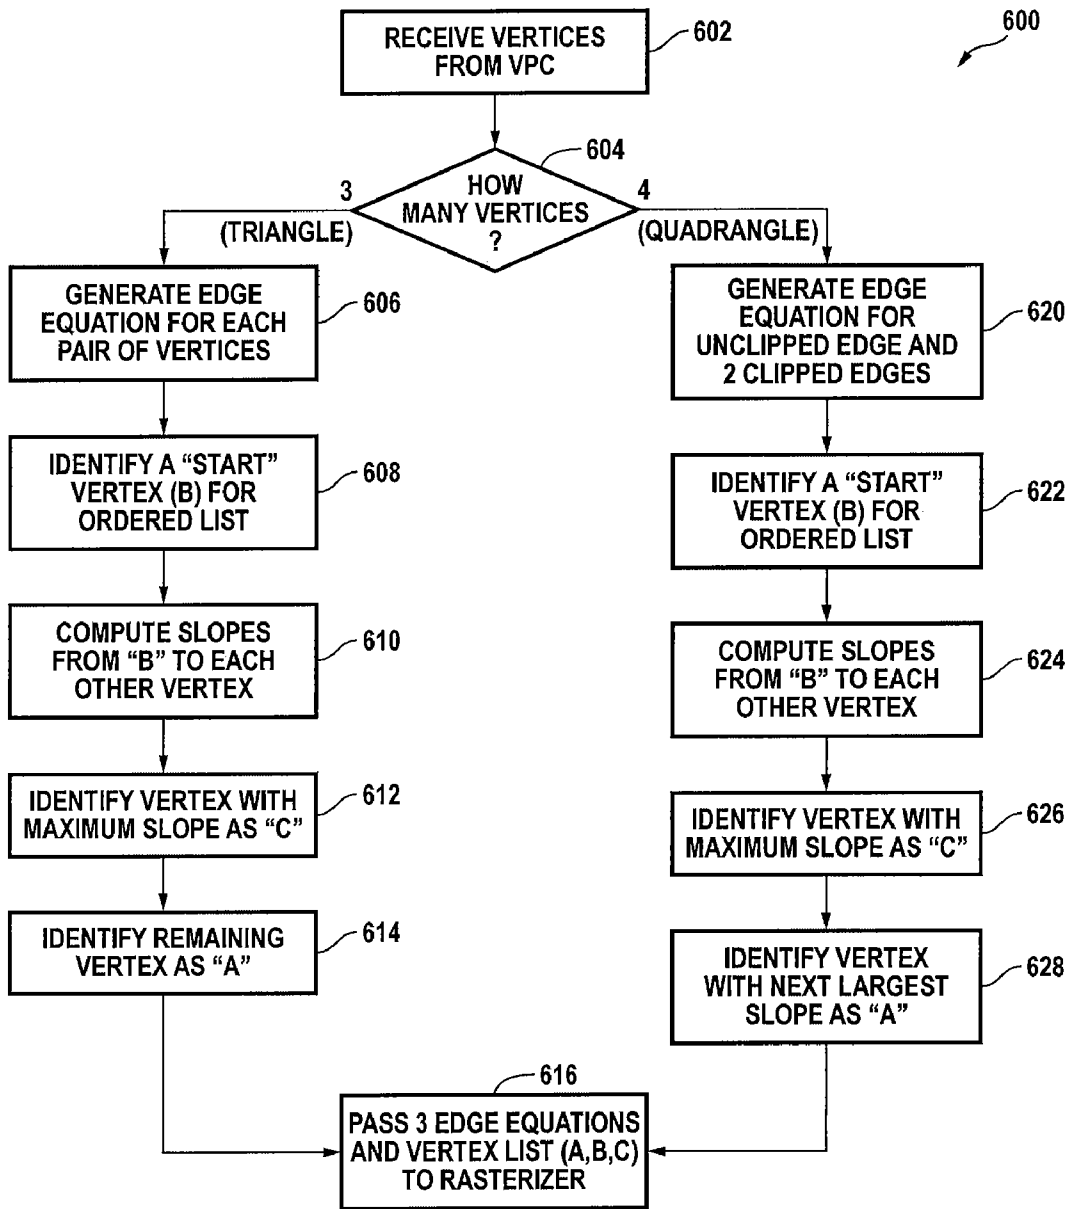 600
RECEIVE VERTICES
FROM VPC
602
604
HOW
MANY VERTICES
?
3
(TRIANGLE)
4
(QUADRANGLE)
GENERATE EDGE
EQUATION FOR EACH
PAIR OF VERTICES
606
IDENTIFY A “START”
VERTEX (B) FOR
ORDERED LIST
608
COMPUTE SLOPES
FROM “B” TO EACH
OTHER VERTEX
610
IDENTIFY VERTEX WITH
MAXIMUM SLOPE AS “C”
612
IDENTIFY REMAINING
VERTEX AS “A”
614
GENERATE EDGE
EQUATION FOR
UNCLIPPED EDGE AND
2 CLIPPED EDGES
620
IDENTIFY A “START”
VERTEX (B) FOR
ORDERED LIST
622
COMPUTE SLOPES
FROM “B” TO EACH
OTHER VERTEX
624
IDENTIFY VERTEX WITH
MAXIMUM SLOPE AS “C”
626
IDENTIFY VERTEX
WITH NEXT LARGEST
SLOPE AS “A”
628
616
PASS 3 EDGE EQUATIONS
AND VERTEX LIST (A,B,C)
TO RASTERIZER